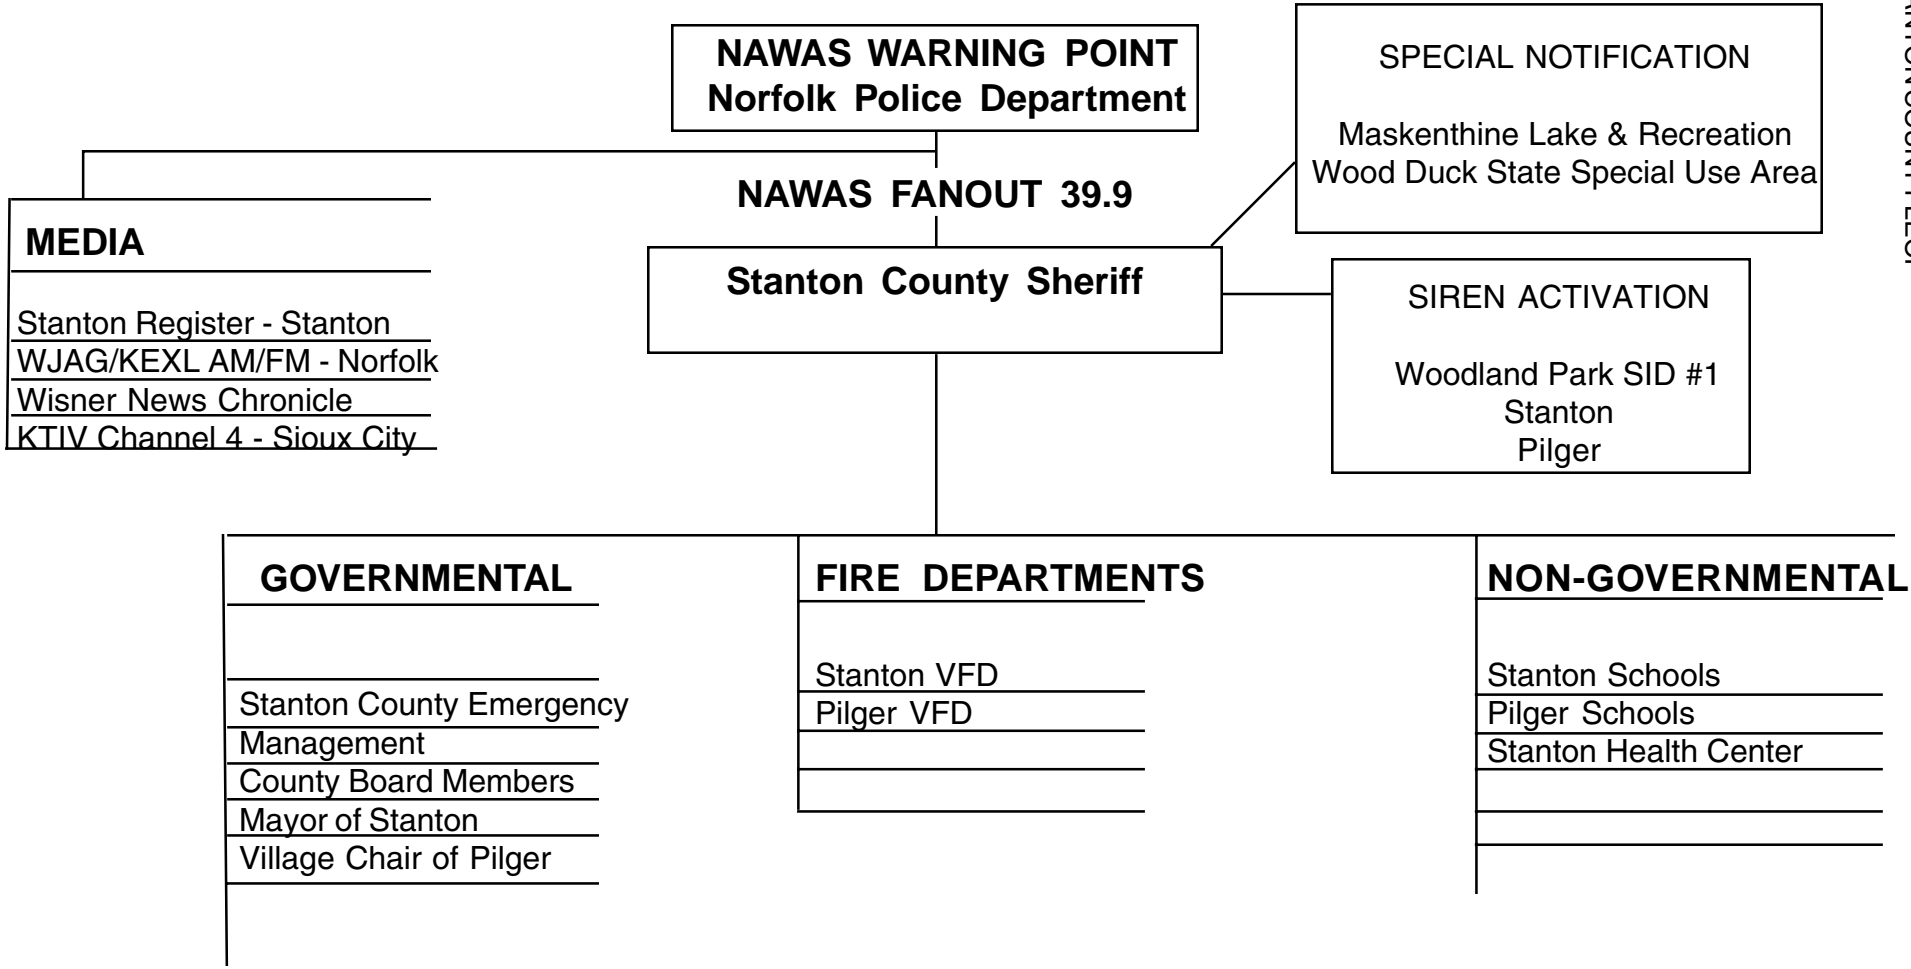 NAWAS WARNING POINT
Norfolk Police Department
SPECIAL NOTIFICATION
Maskenthine Lake & Recreation
Wood Duck State Special Use Area
NAWAS FANOUT 39.9
MEDIA
Stanton Register - Stanton
WJAG/KEXL AM/FM - Norfolk
Wisner News Chronicle
KTIV Channel 4 - Sioux City
Stanton County Sheriff
SIREN ACTIVATION
Woodland Park SID #1
Stanton
Pilger
GOVERNMENTAL
Stanton County Emergency
Management
County Board Members
Mayor of Stanton
Village Chair of Pilger
FIRE DEPARTMENTS
Stanton VFD
Pilger VFD
NON-GOVERNMENTAL
Stanton Schools
Pilger Schools
Stanton Health Center